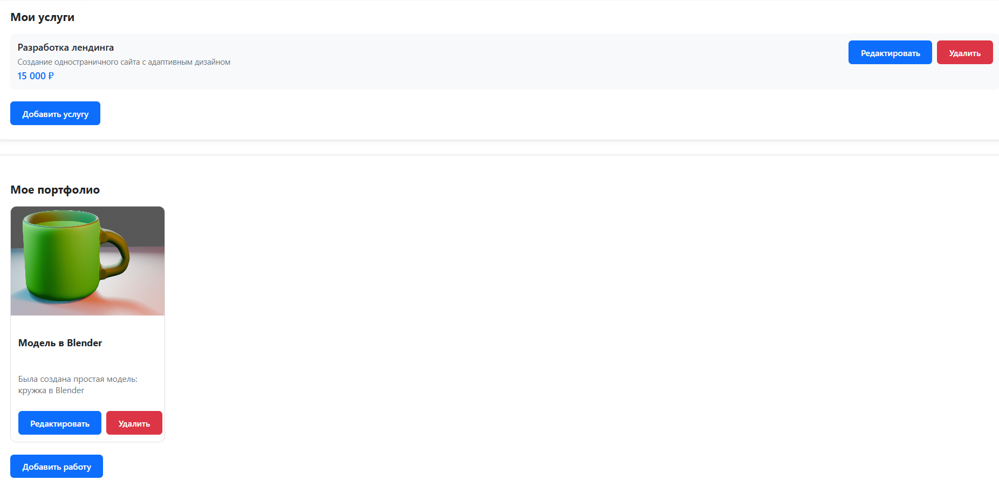 Мои услуги
Разработка лендинга
Редактировать
Удалить
Создание одностраничного сайта с адаптивным дизайном
15 000 ₽
Добавить услугу
Мое портфолио
Модель в Blender
Была создана простая модель:
кружка в Blender
Редактировать
Удалить
Добавить работу